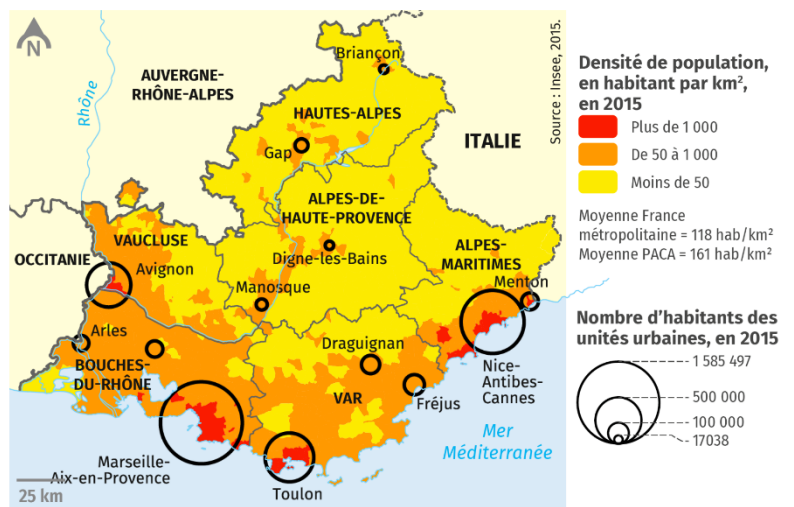 N
Briançon
AUVERGNE-
RHÔNE-ALPES
Rhône
HAUTES-ALPES
Source : Insee, 2015.
ITALIE
Gap
ALPES-DE-
HAUTE-PROVENCE
VAUCLUSE
OCCITANIE
Avignon
Digne-les-Bains
ALPES-
MARITIMES
Manosque
Menton
Arles
Draguignan
BOUCHES-
DU-RHÔNE
Nice-
Antibes-
Cannes
VAR
Fréjus
Mer
Méditerranée
Marseille-
Aix-en-Provence
Toulon
25 km
Densité de population,
en habitant par km²,
en 2015
Plus de 1 000
De 50 à 1 000
Moins de 50
Moyenne France
métropolitaine = 118 hab/km²
Moyenne PACA = 161 hab/km²
Nombre d’habitants des
unités urbaines, en 2015
1 585 497
500 000
100 000
17038